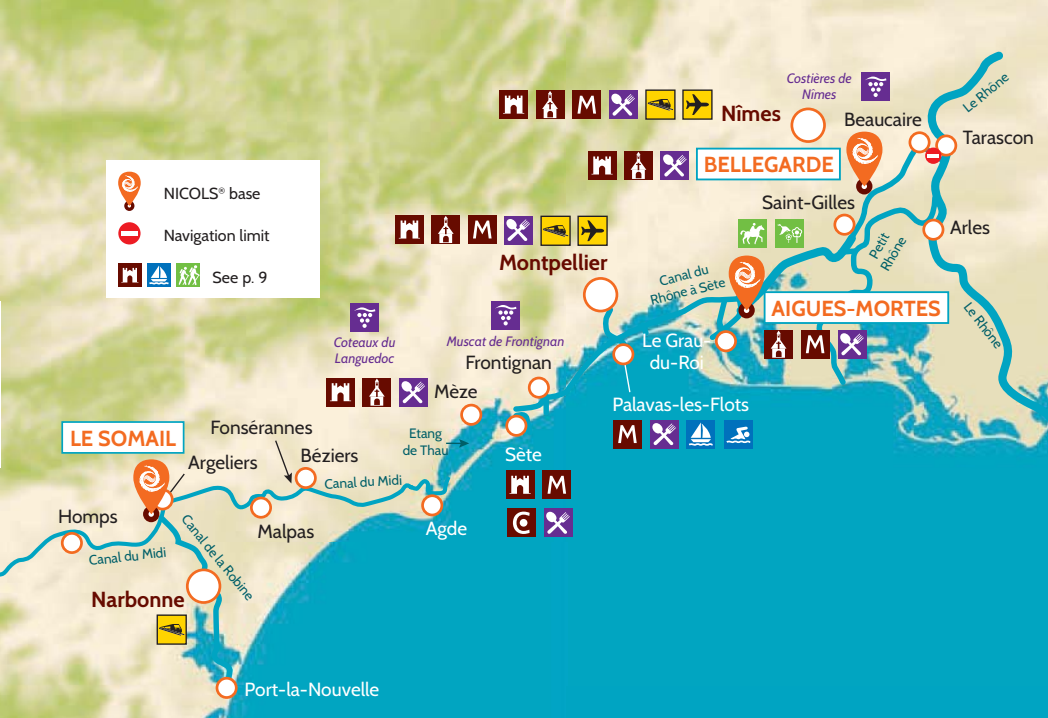 Costières de
Nîmes
Le Rhône
Nîmes
Beaucaire
Tarascon
M
BELLEGARDE
NICOLS® base
Navigation limit
See p. 9
Saint-Gilles
Arles
Petit
Rhône
M
Montpellier
Canal du
Rhône à Sète
AIGUES-MORTES
Le Rhône
M
Le Grau-
du-Roi
Coteaux du
Languedoc
Muscat de Frontignan
Frontignan
Mèze
Palavas-les-Flots
M
Etang
de Thau
Sète
M
C
LE SOMAIL
Fonsérannes
Argeliers
Béziers
Canal du Midi
Homps
Malpas
Agde
Canal du Midi
Canal de la Robine
Narbonne
Port-la-Nouvelle